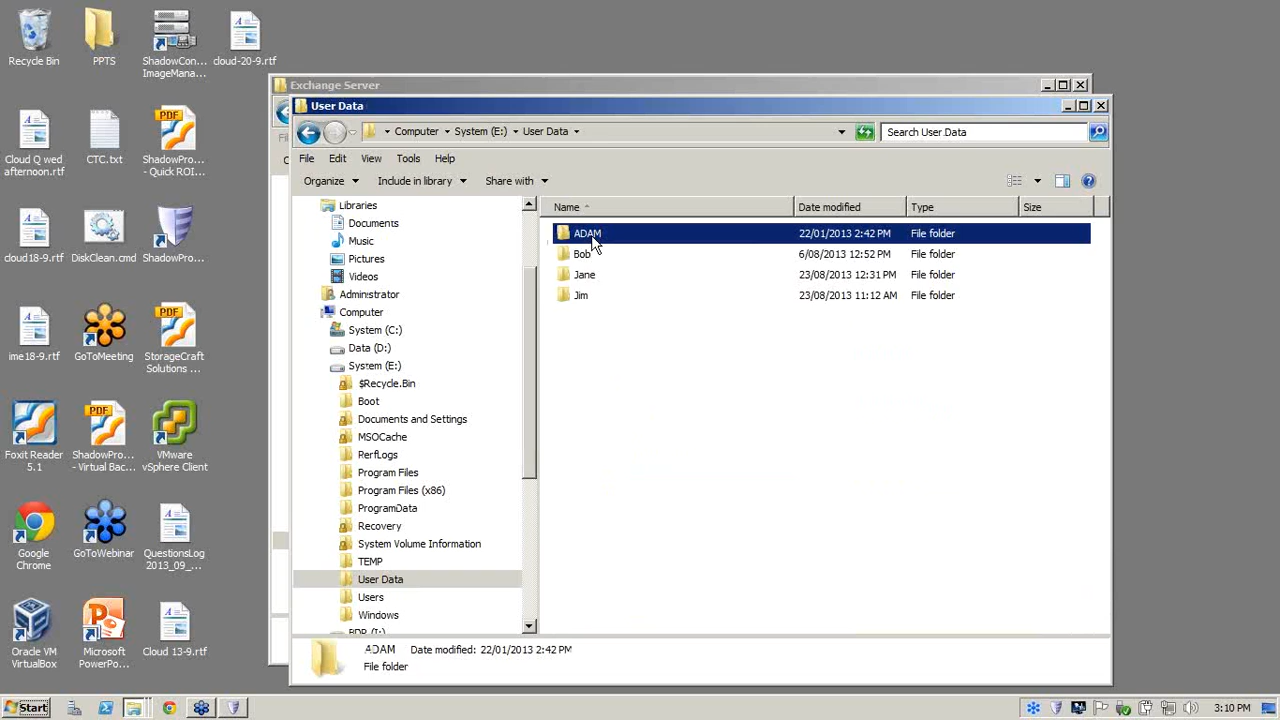 Recycle Bin
PPTS
ShadowCon...
ImageMana...
cloud-20-9.rtf
Cloud Q wed
afternoon.rtf
CTC.txt
ShadowPro...
- Quick ROI...
cloud18-9.rtf
DiskClean.cmd
ShadowPro...
ime18-9.rtf
GoToMeeting
StorageCraft
Solutions ...
Foxit Reader
5.1
ShadowPro...
- Virtual Bac...
VMware
vSphere Client
Google
Chrome
GoToWebinar
QuestionsLog
2013_09_...
Oracle VM
VirtualBox
Microsoft
PowerPo...
Cloud 13-9.rtf
Exchange Server
User Data
Computer System (E:) User Data
Search User Data
File Edit View Tools Help
Organize Include in library Share with
Libraries
Documents
Music
Pictures
Videos
Administrator
Computer
System (C:)
Data (D:)
System (E:)
$Recycle.Bin
Boot
Documents and Settings
MSOCache
PerfLogs
Program Files
Program Files (x86)
ProgramData
Recovery
System Volume Information
TEMP
User Data
Users
Windows
BDR (I:)
Name Date modified Type Size
ADAM 22/01/2013 2:42 PM File folder
Bob 6/08/2013 12:52 PM File folder
Jane 23/08/2013 12:31 PM File folder
Jim 23/08/2013 11:12 AM File folder
ADAM Date modified: 22/01/2013 2:42 PM
File folder
Start
3:10 PM